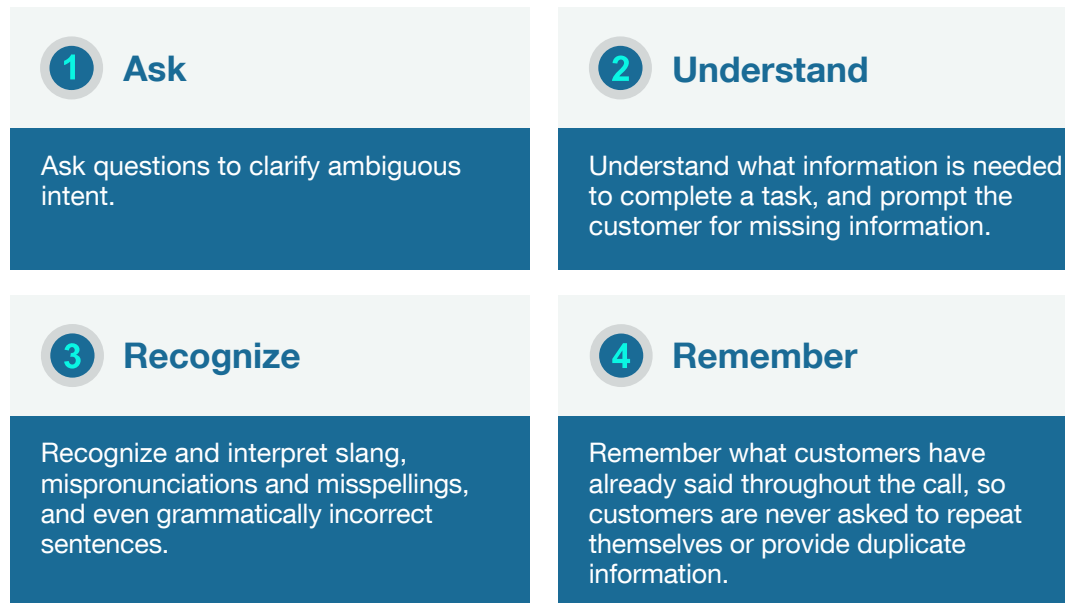 1 Ask
Ask questions to clarify ambiguous
intent.
2 Understand
Understand what information is needed
to complete a task, and prompt the
customer for missing information.
3 Recognize
Recognize and interpret slang,
mispronunciations and misspellings,
and even grammatically incorrect
sentences.
4 Remember
Remember what customers have
already said throughout the call, so
customers are never asked to repeat
themselves or provide duplicate
information.